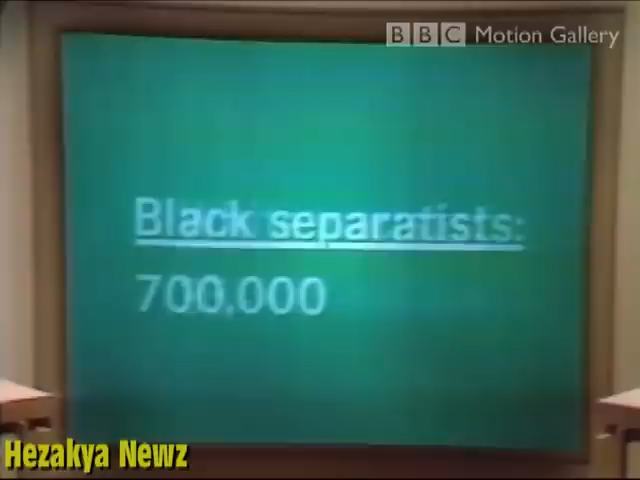 BBC Motion Gallery
Black separatists:
700,000
Hezakya Newz